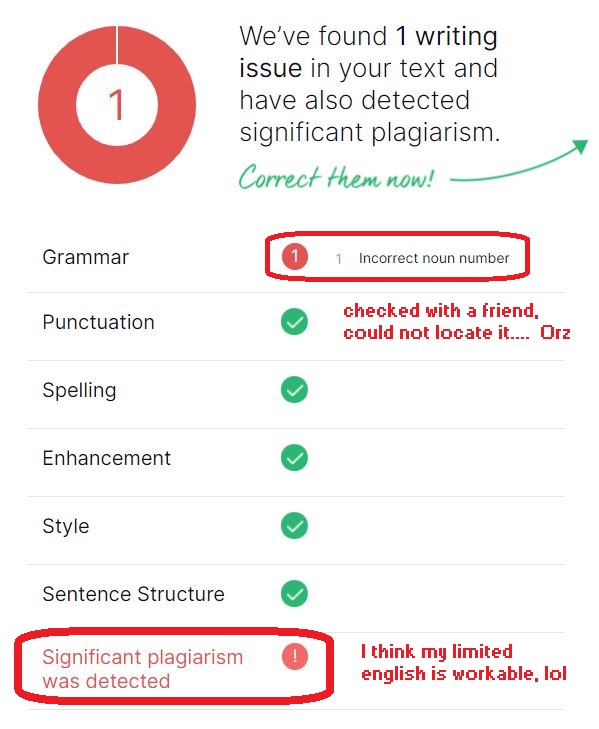 1
We’ve found 1 writing
issue in your text and
have also detected
significant plagiarism.
Correct them now!
Grammar 1 1 Incorrect noun number
Punctuation
checked with a friend,
could not locate it.... Orz
Spelling
Enhancement
Style
Sentence Structure
Significant plagiarism !
was detected
I think my limited
english is workable, lol